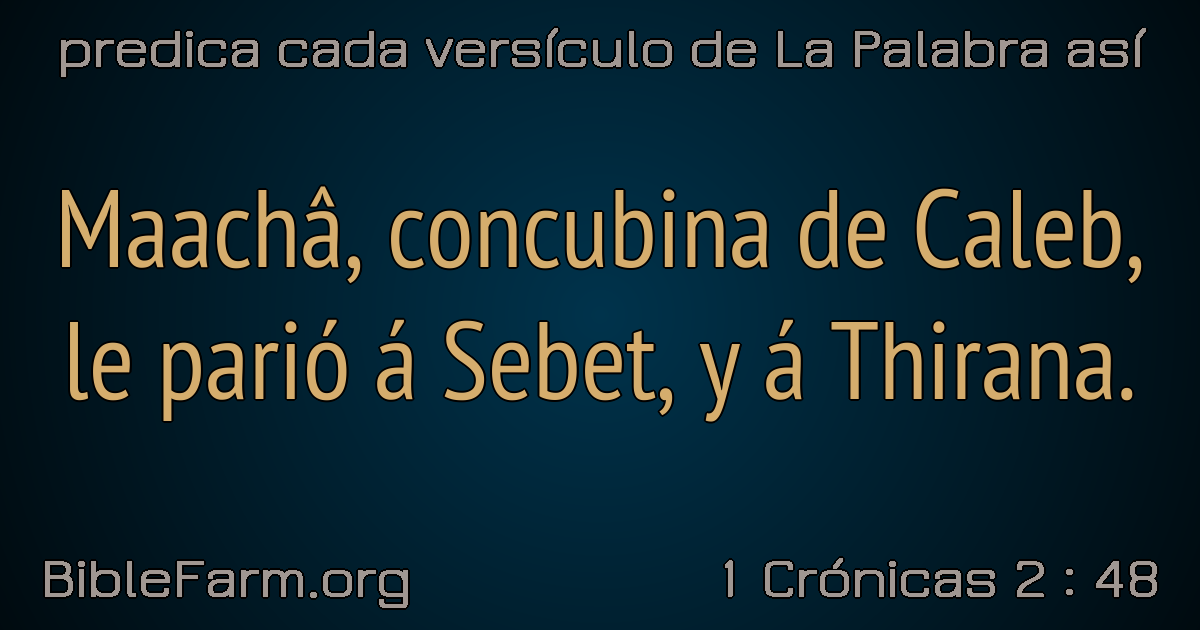 predica cada versículo de La Palabra así
Maachâ, concubina de Caleb,
le parió á Sebet, y á Thirana.
BibleFarm.org
1 Crónicas 2 : 48